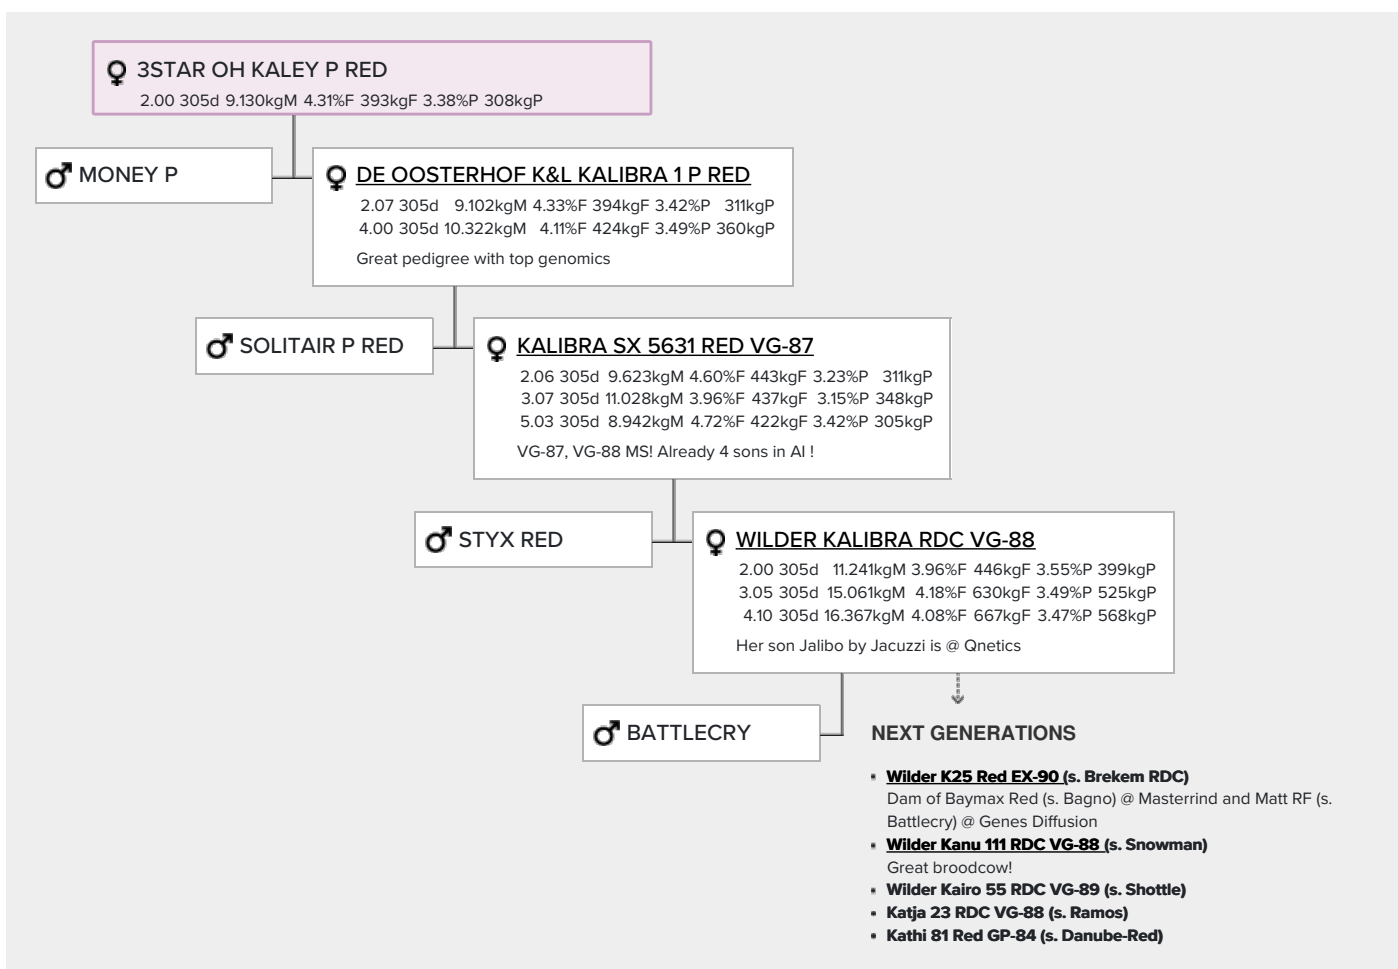 3STAR OH KALEY P RED
2.00 305d 9.130kgM 4.31%F 393kgF 3.38%P 308kgP
MONEY P
DE OOSTERHOF K&L KALIBRA 1 P RED
2.07 305d 9.102kgM 4.33%F 394kgF 3.42%P 311kgP
4.00 305d 10.322kgM 4.11%F 424kgF 3.49%P 360kgP
Great pedigree with top genomics
SOLITAIR P RED
KALIBRA SX 5631 RED VG-87
2.06 305d 9.623kgM 4.60%F 443kgF 3.23%P 311kgP
3.07 305d 11.028kgM 3.96%F 437kgF 3.15%P 348kgP
5.03 305d 8.942kgM 4.72%F 422kgF 3.42%P 305kgP
VG-87, VG-88 MS! Already 4 sons in AI !
STYX RED
WILDER KALIBRA RDC VG-88
2.00 305d 11.241kgM 3.96%F 446kgF 3.55%P 399kgP
3.05 305d 15.061kgM 4.18%F 630kgF 3.49%P 525kgP
4.10 305d 16.367kgM 4.08%F 667kgF 3.47%P 568kgP
Her son Jalibo by Jacuzzi is @ Qnetics
BATTLECRY
NEXT GENERATIONS
Wilder K25 Red EX-90 (s. Brekem RDC)
Dam of Baymax Red (s. Bagno) @ Masterrind and Matt RF (s.
Battlecry) @ Genes Diffusion
Wilder Kanu 111 RDC VG-88 (s. Snowman)
Great broodcow!
Wilder Kairo 55 RDC VG-89 (s. Shottle)
Katja 23 RDC VG-88 (s. Ramos)
Kathi 81 Red GP-84 (s. Danube-Red)